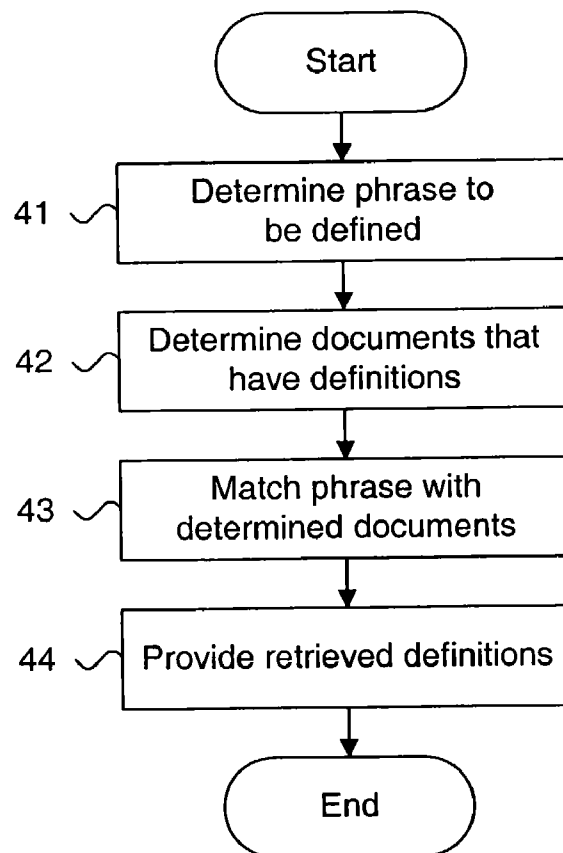 Start
41
Determine phrase to
be defined
42
Determine documents that
have definitions
43
Match phrase with
determined documents
44
Provide retrieved definitions
End